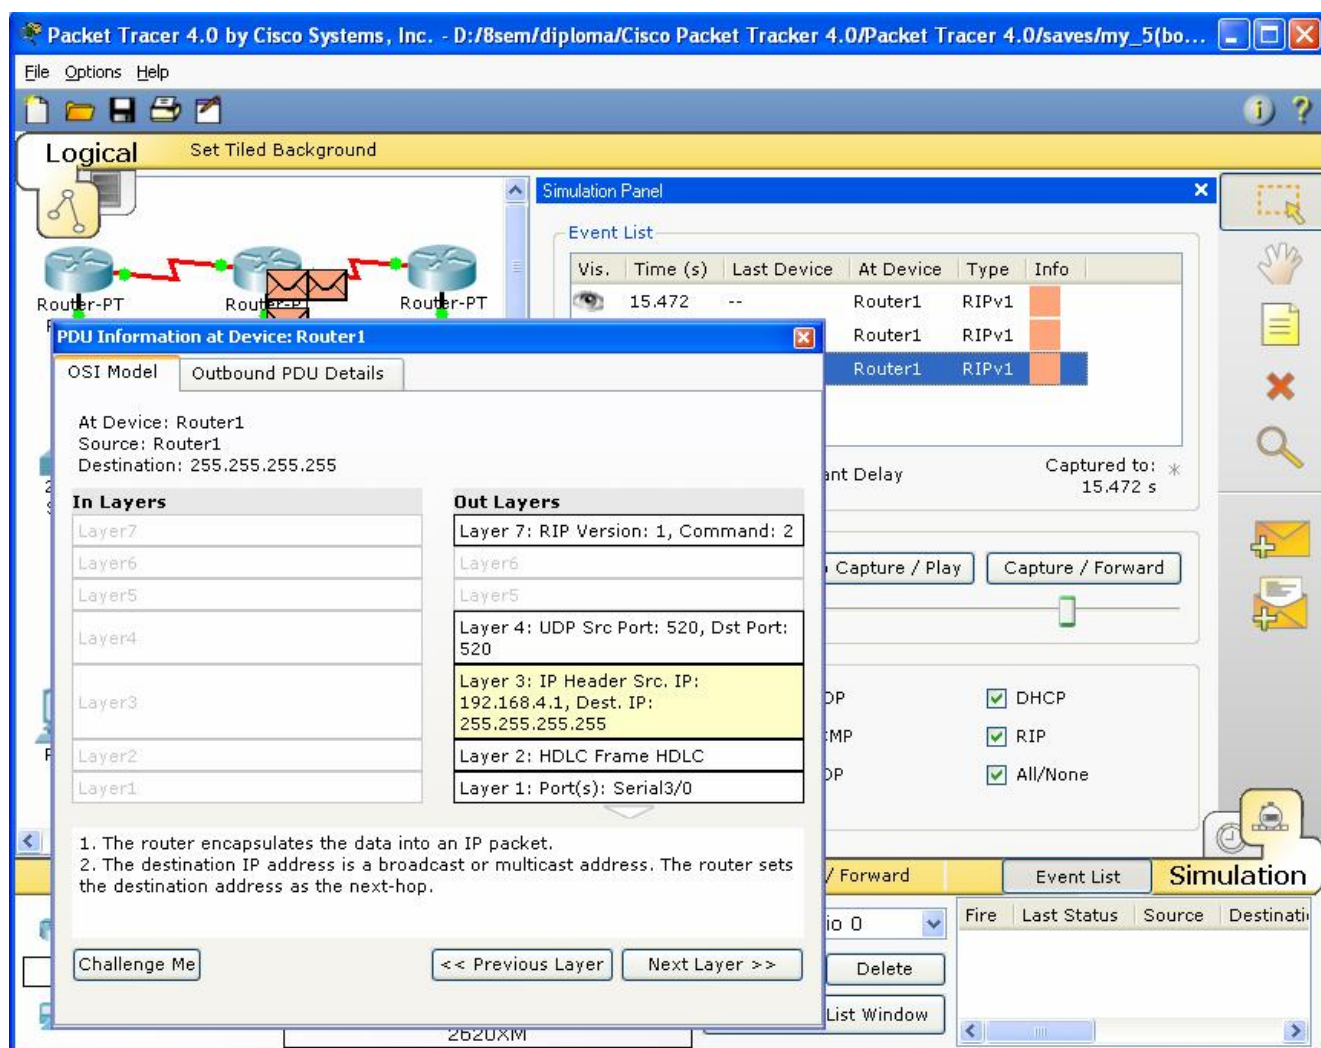 Packet Tracer 4.0 by Cisco Systems, Inc. - D:/8sem/diploma/Cisco Packet Tracker 4.0/Packet Tracer 4.0/saves/my_5(bo...
File Options Help
Logical Set Tiled Background
Simulation Panel
Event List
Vis. Time (s) Last Device At Device Type Info
15.472 -- Router1 RIPv1
Router1 RIPv1
Router1 RIPv1
Router-PT
Router-P
Router-PT
PDU Information at Device: Router1
OSI Model Outbound PDU Details
At Device: Router1
Source: Router1
Destination: 255.255.255.255
In Layers
Layer7
Layer6
Layer5
Layer4
Layer3
Layer2
Layer1
Out Layers
Layer 7: RIP Version: 1, Command: 2
Layer6
Layer5
Layer 4: UDP Src Port: 520, Dst Port:
520
Layer 3: IP Header Src. IP:
192.168.4.1, Dest. IP:
255.255.255.255
Layer 2: HDLC Frame HDLC
Layer 1: Port(s): Serial3/0
1. The router encapsulates the data into an IP packet.
2. The destination IP address is a broadcast or multicast address. The router sets
the destination address as the next-hop.
Challenge Me << Previous Layer Next Layer >>
Delay Captured to: *
15.472 s
Capture / Play Capture / Forward
DHCP
RIP
All/None
/ Forward Event List Simulation
0
Fire Last Status Source Destinati
Delete
List Window
2620XM